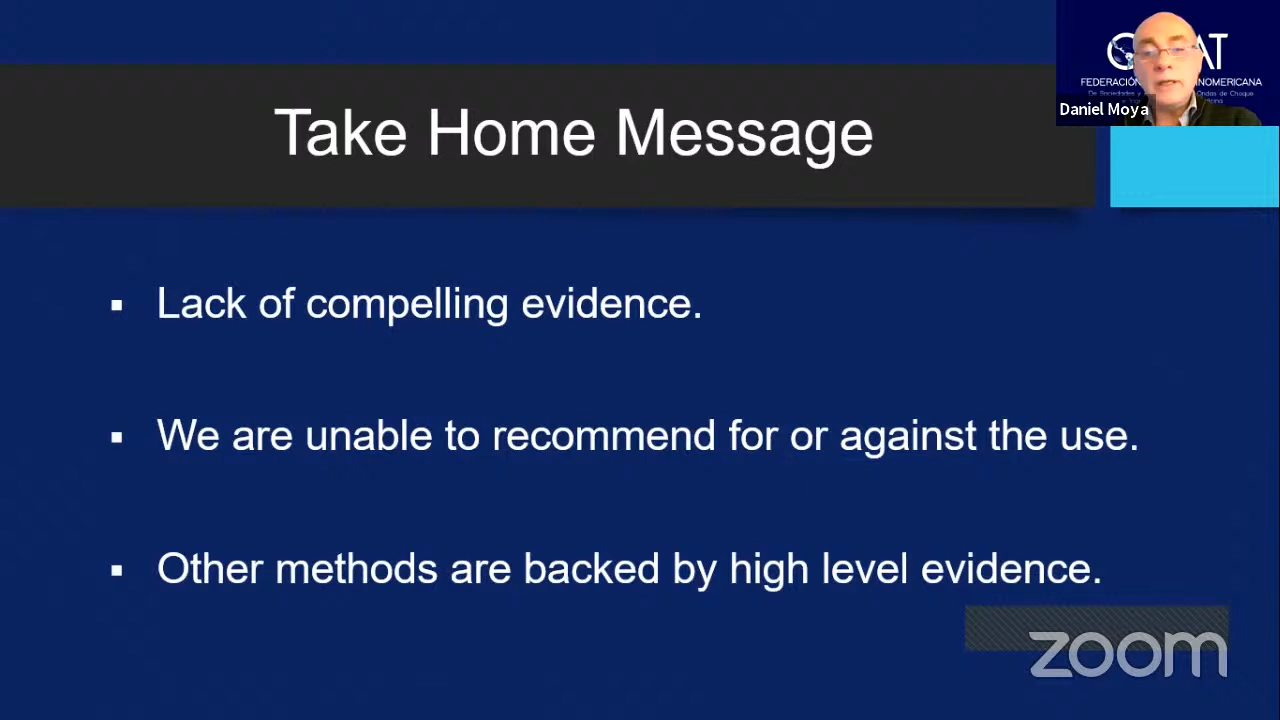 Take Home Message
FEDERACIÓN
INOAMERICANA
Daniel Moya
▪ Lack of compelling evidence.
▪ We are unable to recommend for or against the use.
▪ Other methods are backed by high level evidence.
zoom